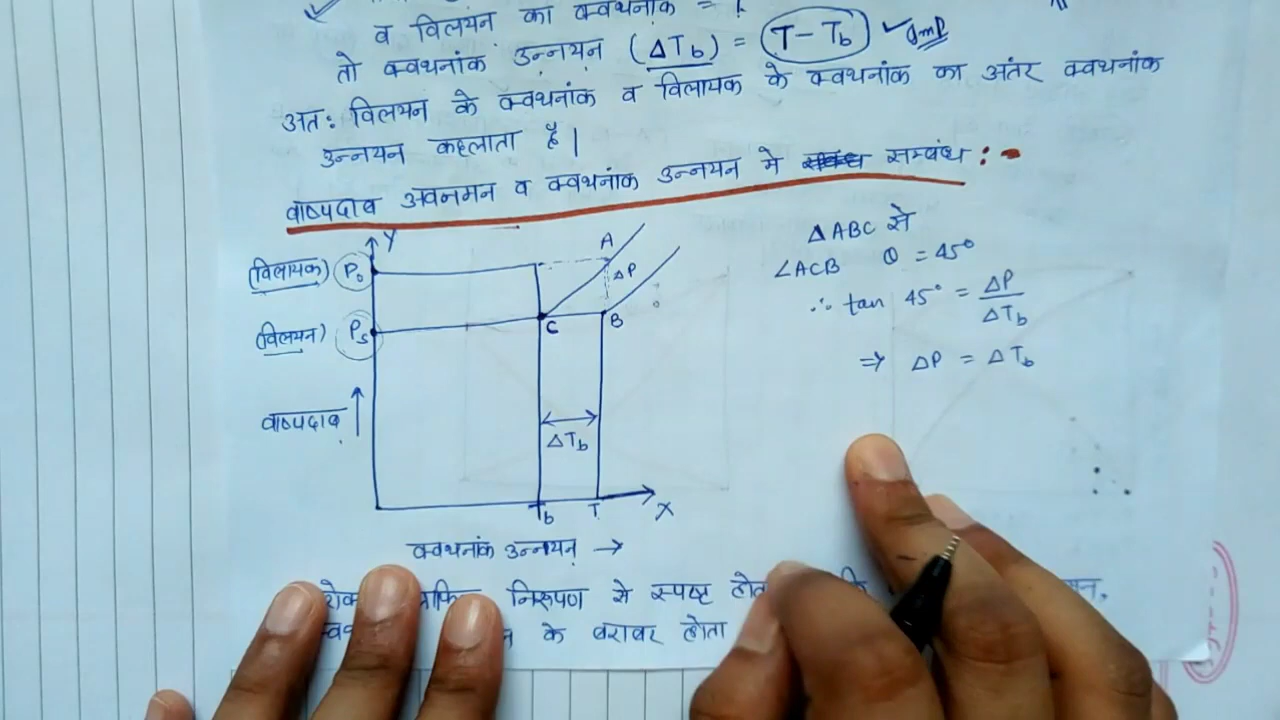 व विलयन का क्वथनांक =
तो क्वथनांक उन्नयन (ΔTb) = (T - Tb) ✓Imp
अतः विलयन के क्वथनांक व विलायक के क्वथनांक का अंतर क्वथनांक
उन्नयन कहलाता है।
वाष्पदाब अवनमन व क्वथनांक उन्नयन मे सम्बंध :-
Y
(विलायक) P₀
A
ΔP
(विलयन) Ps
C
B
वाष्पदाब
ΔTb
Tb
T
X
क्वथनांक उन्नयन →
ΔABC से
∠ACB θ = 45°
∴ tan 45° = ΔP / ΔTb
⇒ ΔP = ΔTb
निरूपण से स्पष्ट
के बराबर होता